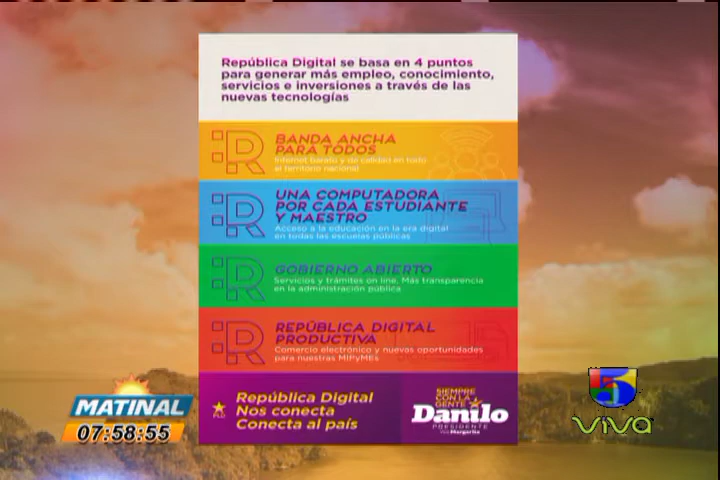 República Digital se basa en 4 puntos
para generar más empleo, conocimiento,
servicios e inversiones a través de las
nuevas tecnologías
BANDA ANCHA
PARA TODOS
Internet barato y de calidad en todo
el territorio nacional
UNA COMPUTADORA
POR CADA ESTUDIANTE
Y MAESTRO
Acceso a la educación en la era digital
en todas las escuelas públicas
GOBIERNO ABIERTO
Servicios y trámites on line. Más transparencia
en la administración pública
REPÚBLICA DIGITAL
PRODUCTIVA
Comercio electrónico y nuevas oportunidades
para nuestras MIPyMEs
PLD
República Digital
Nos conecta
Conecta al país
SIEMPRE
CON LA
GENTE
Danilo
PRESIDENTE
Margarita
MATINAL
07:58:55
5
viva